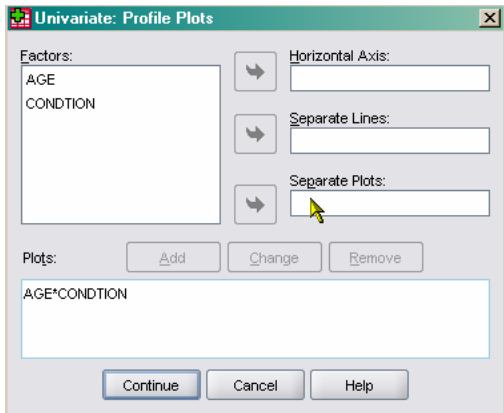 Univariate: Profile Plots
Factors:
AGE
CONDTION
Horizontal Axis:
Separate Lines:
Separate Plots:
Plots:
Add Change Remove
AGE*CONDTION
Continue Cancel Help